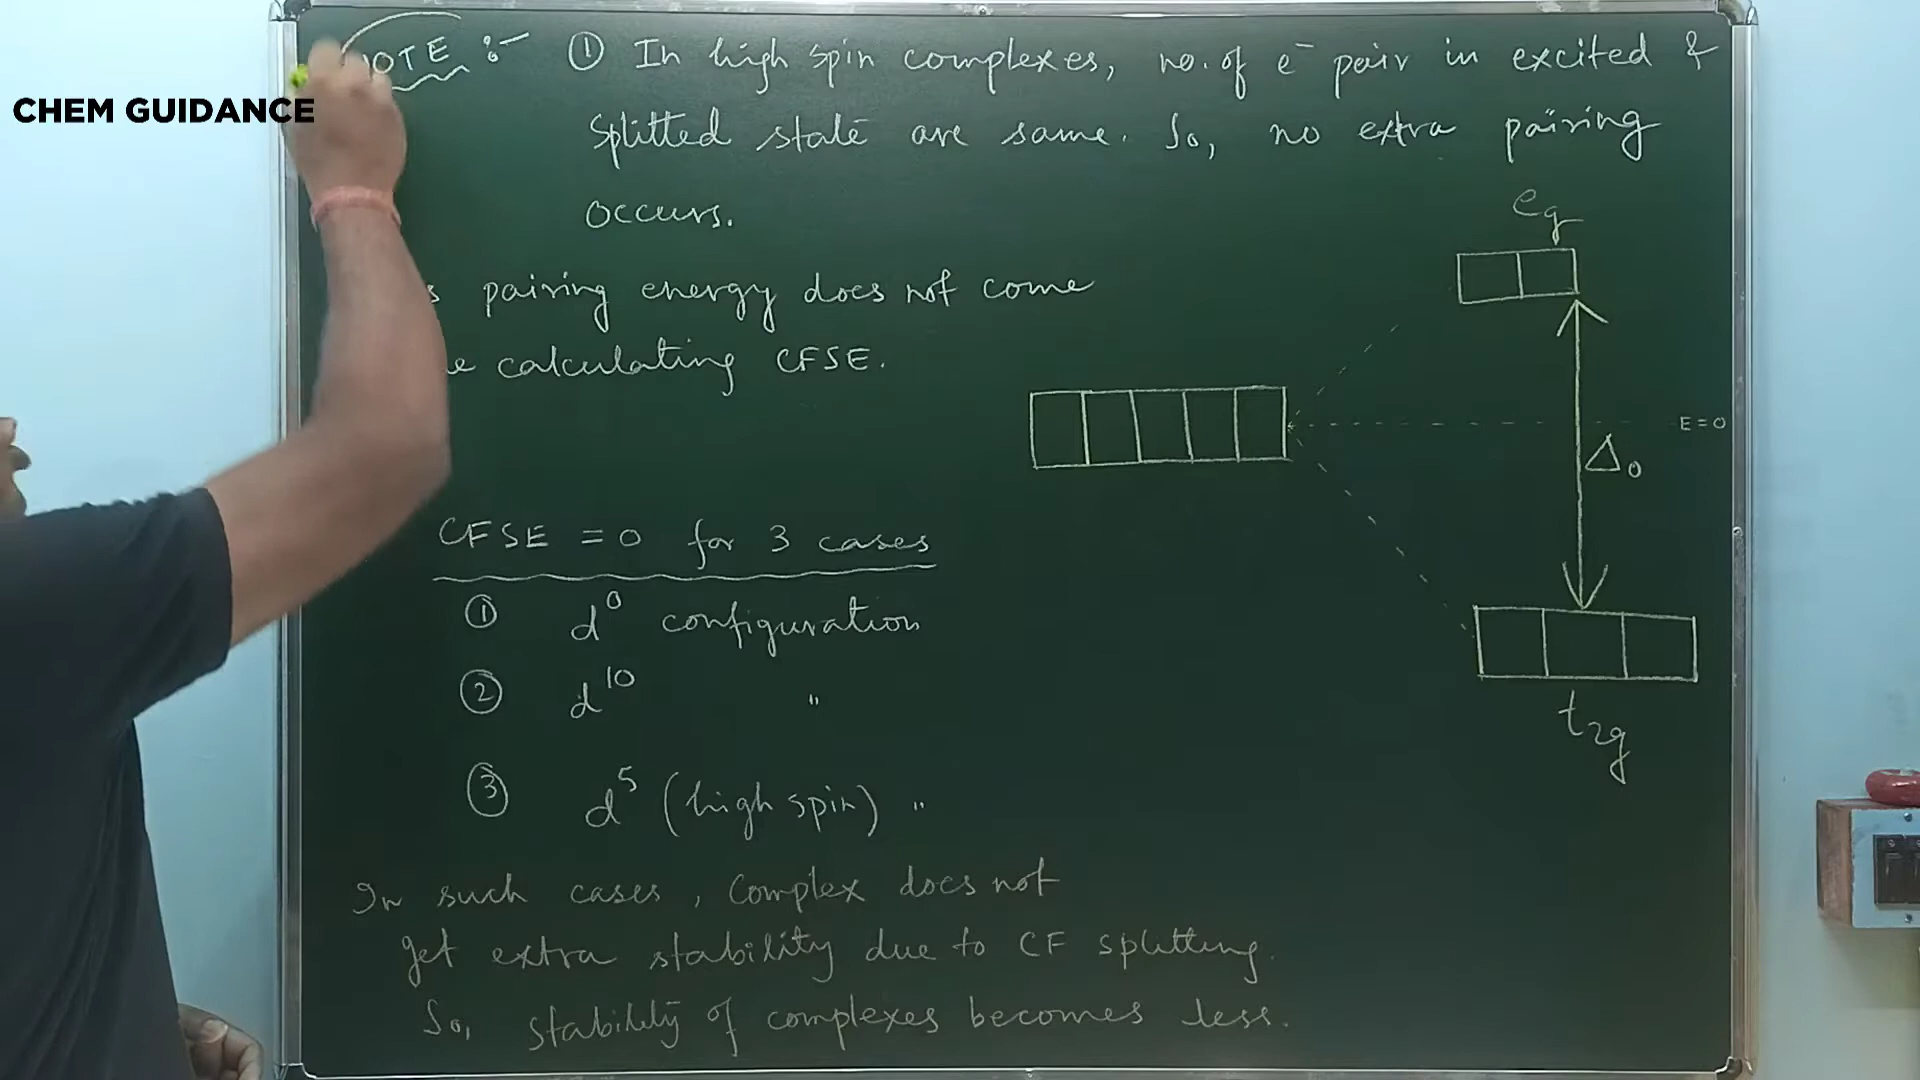 CHEM GUIDANCE
OTE :- ① In high spin complexes, no. of e⁻ pair in excited &
splitted state are same. So, no extra pairing
occurs.
s pairing energy does not come
e calculating CFSE.
CFSE = 0 for 3 cases
① d⁰ configuration
② d¹⁰ "
③ d⁵ (high spin) "
In such cases, Complex does not
get extra stability due to CF splitting.
So, stability of complexes becomes less.
eg
E=0
Δo
t2g